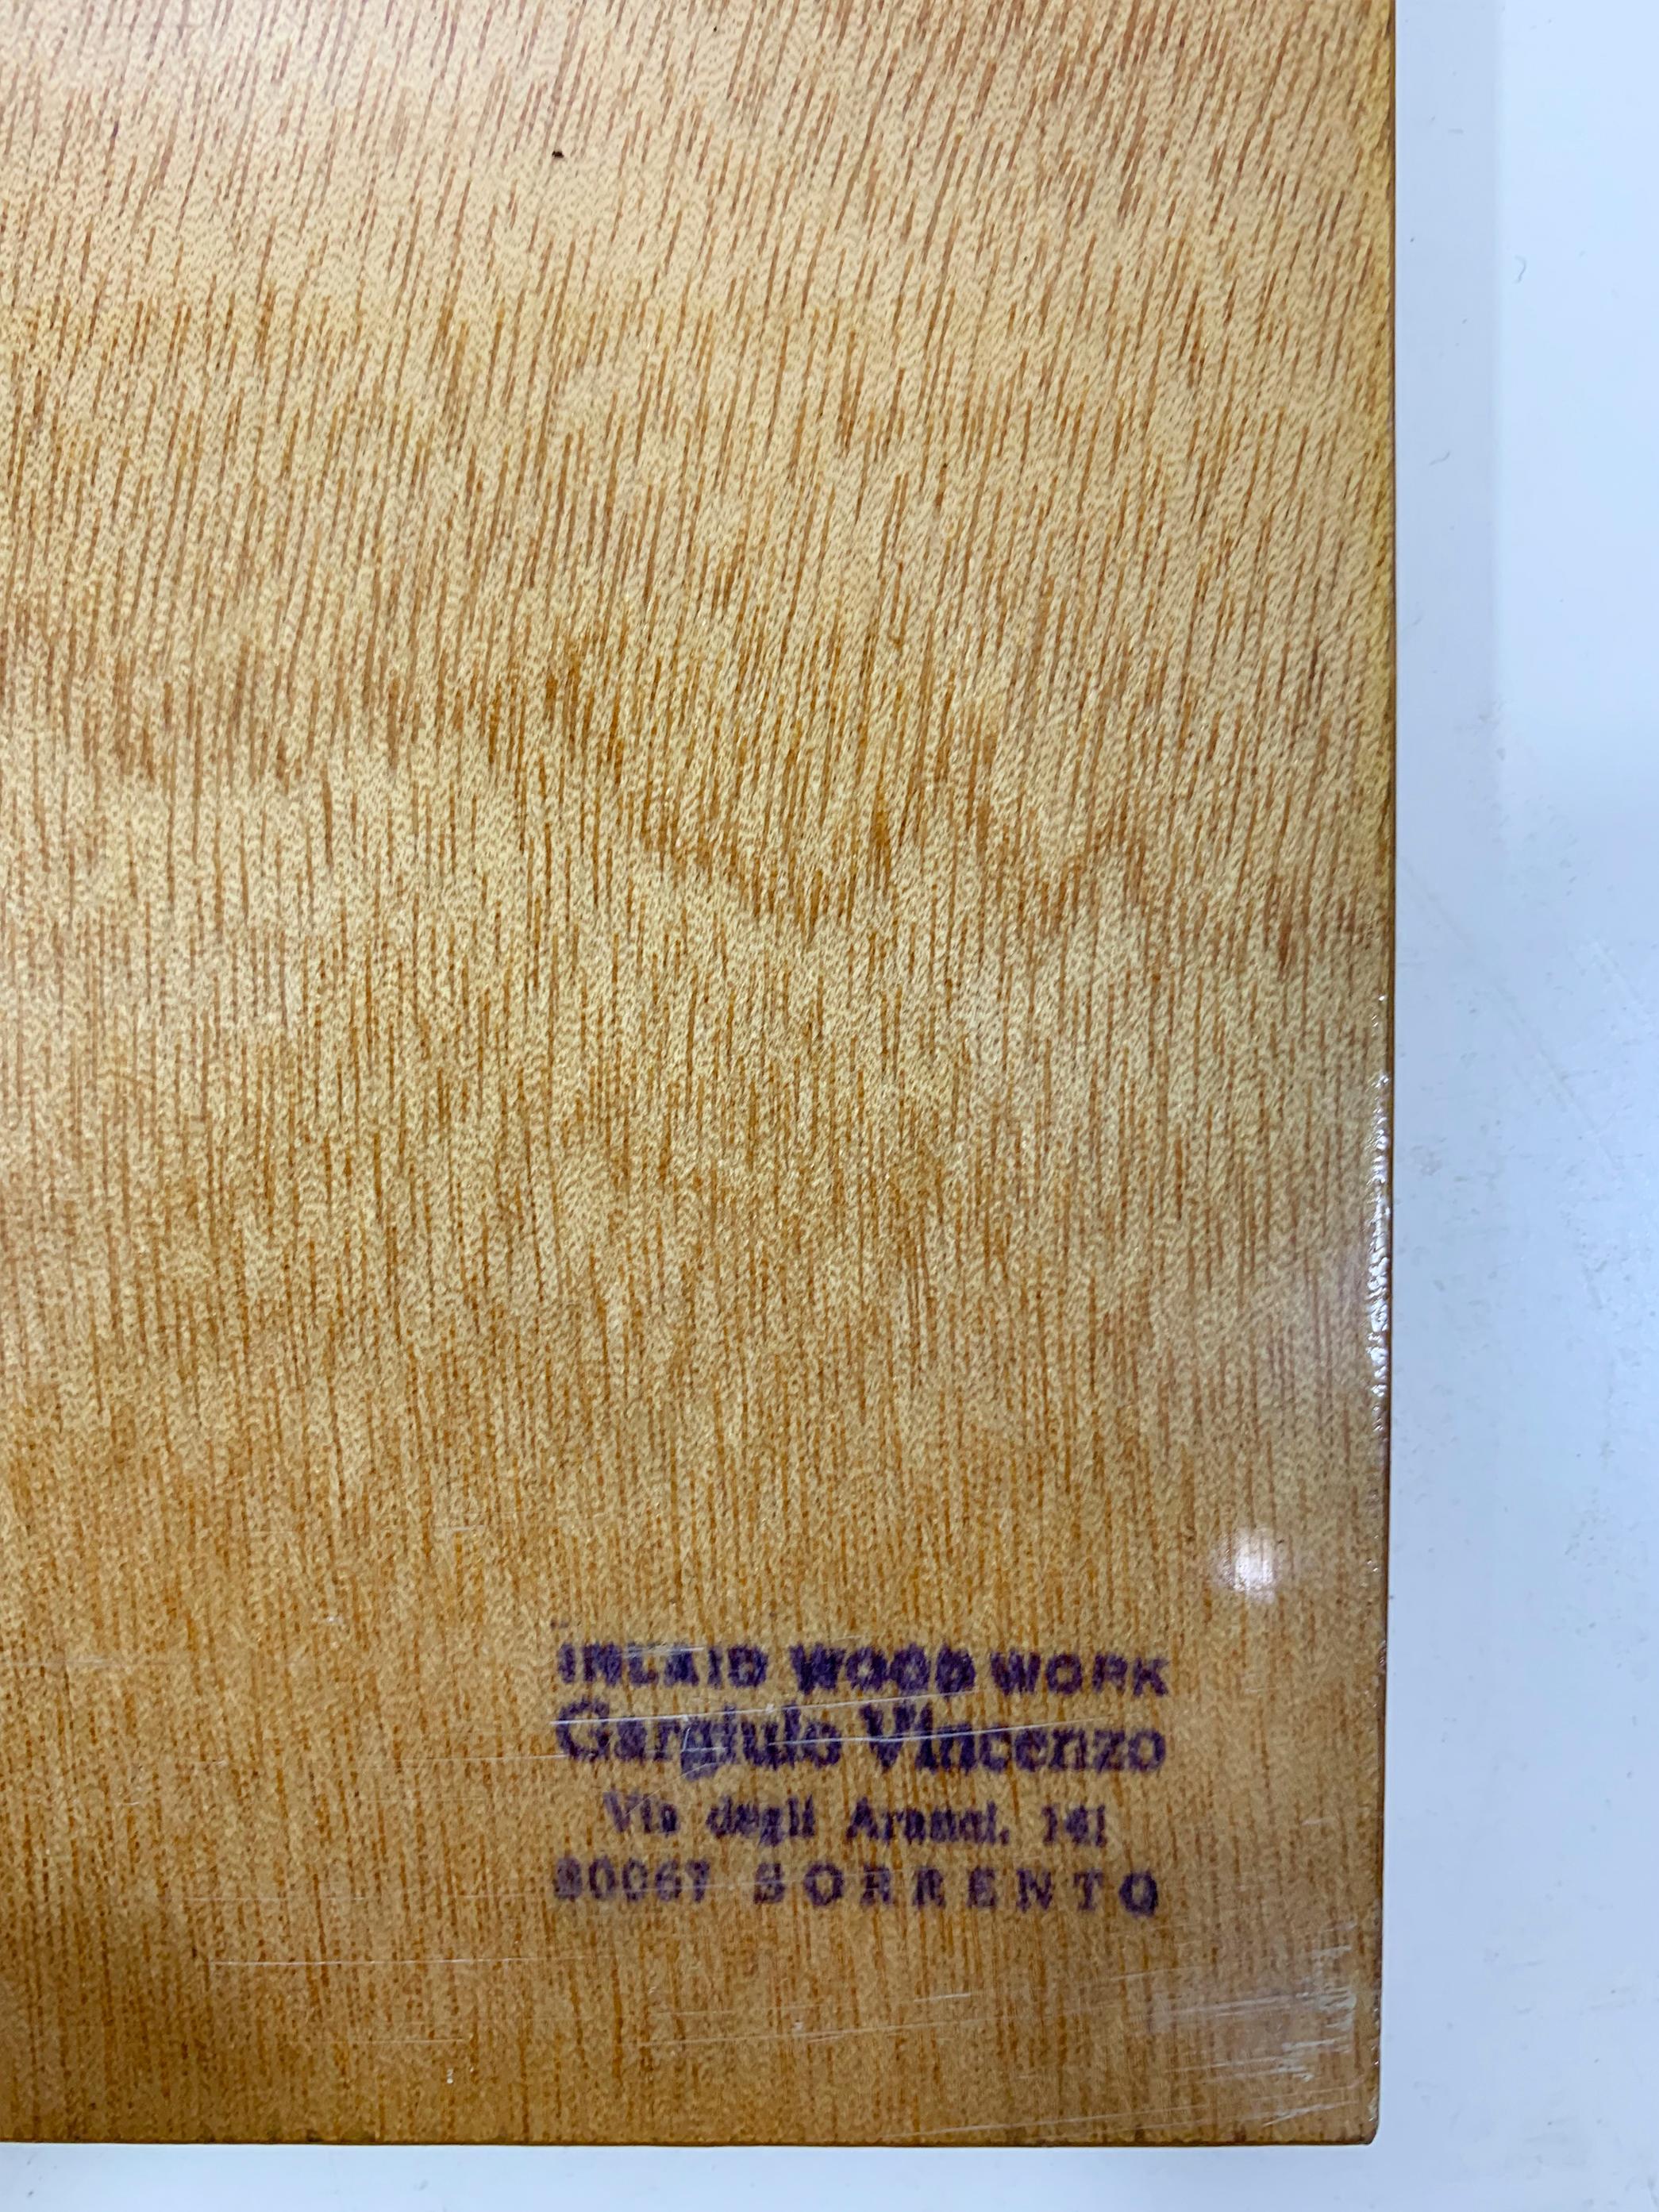 INLAID WOOD WORK
Gargiulo Vincenzo
Via degli Aranci, 141
80067 SORRENTO